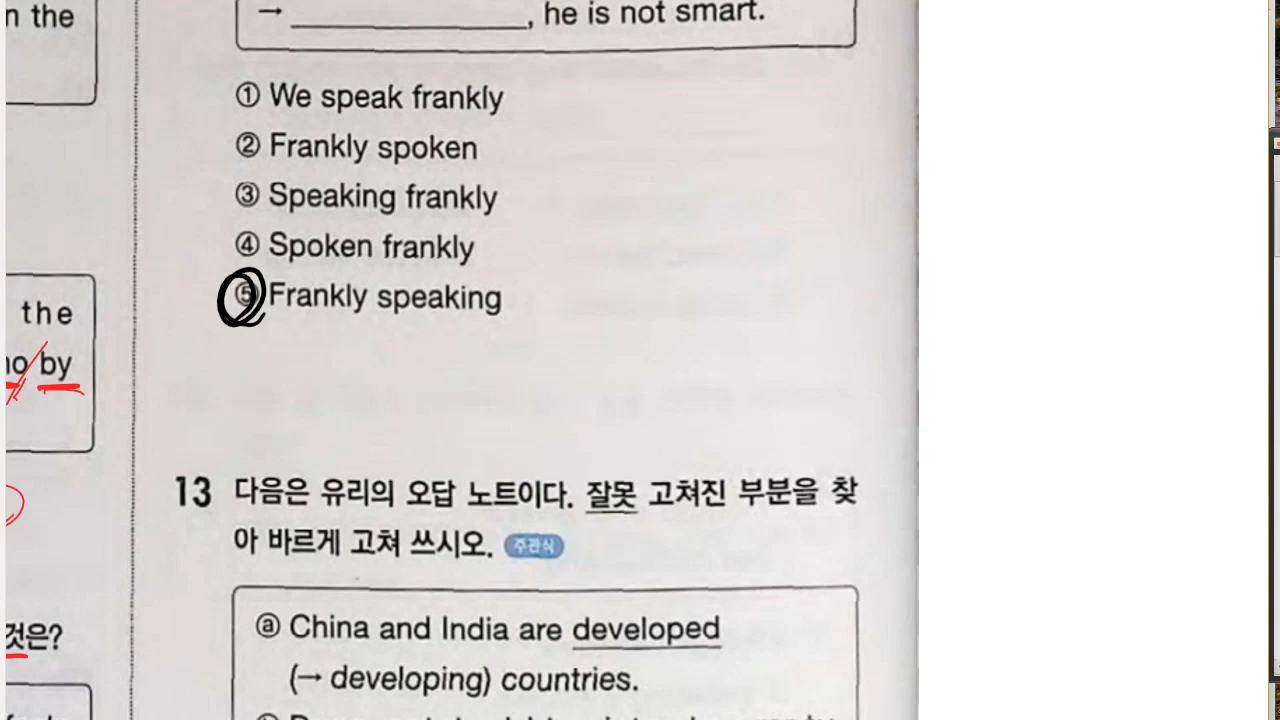 n the
the
by
것은?
→ ________________, he is not smart.
① We speak frankly
② Frankly spoken
③ Speaking frankly
④ Spoken frankly
⑤ Frankly speaking
13 다음은 유리의 오답 노트이다. 잘못 고쳐진 부분을 찾
아 바르게 고쳐 쓰시오. 주관식
ⓐ China and India are developed
(→ developing) countries.